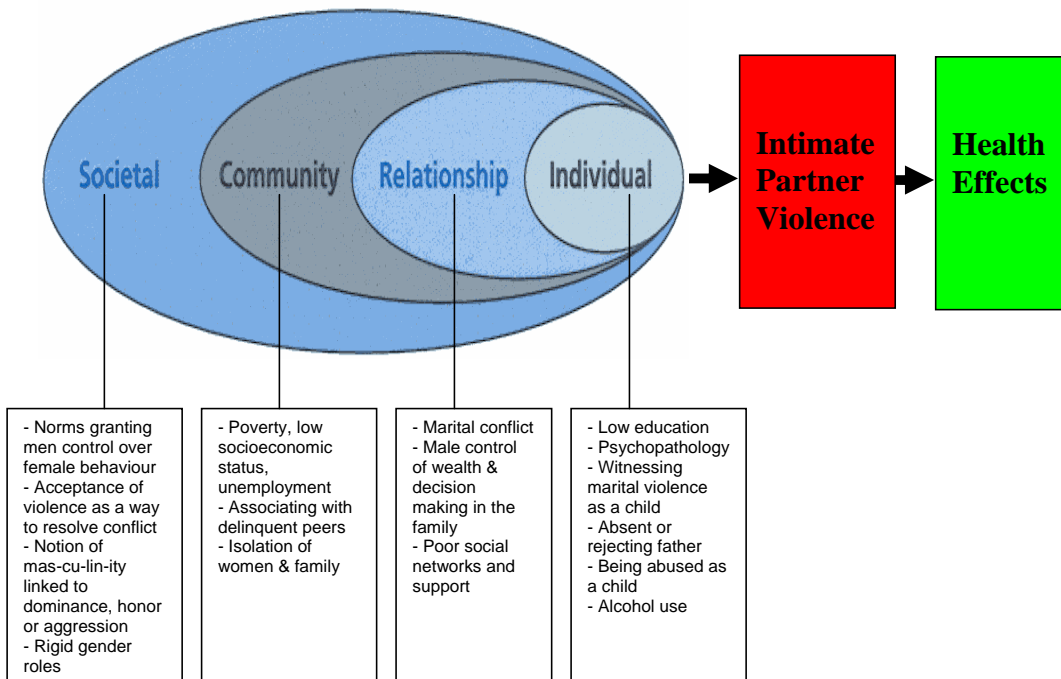 Societal
Community
Relationship
Individual
Intimate
Partner
Violence
Health
Effects
- Norms granting
men control over
female behaviour
- Acceptance of
violence as a way
to resolve conflict
- Notion of
mas-cu-lin-ity
linked to
dominance, honor
or aggression
- Rigid gender
roles
- Poverty, low
socioeconomic
status,
unemployment
- Associating with
delinquent peers
- Isolation of
women & family
- Marital conflict
- Male control
of wealth &
decision
making in the
family
- Poor social
networks and
support
- Low education
- Psychopathology
- Witnessing
marital violence
as a child
- Absent or
rejecting father
- Being abused as
a child
- Alcohol use